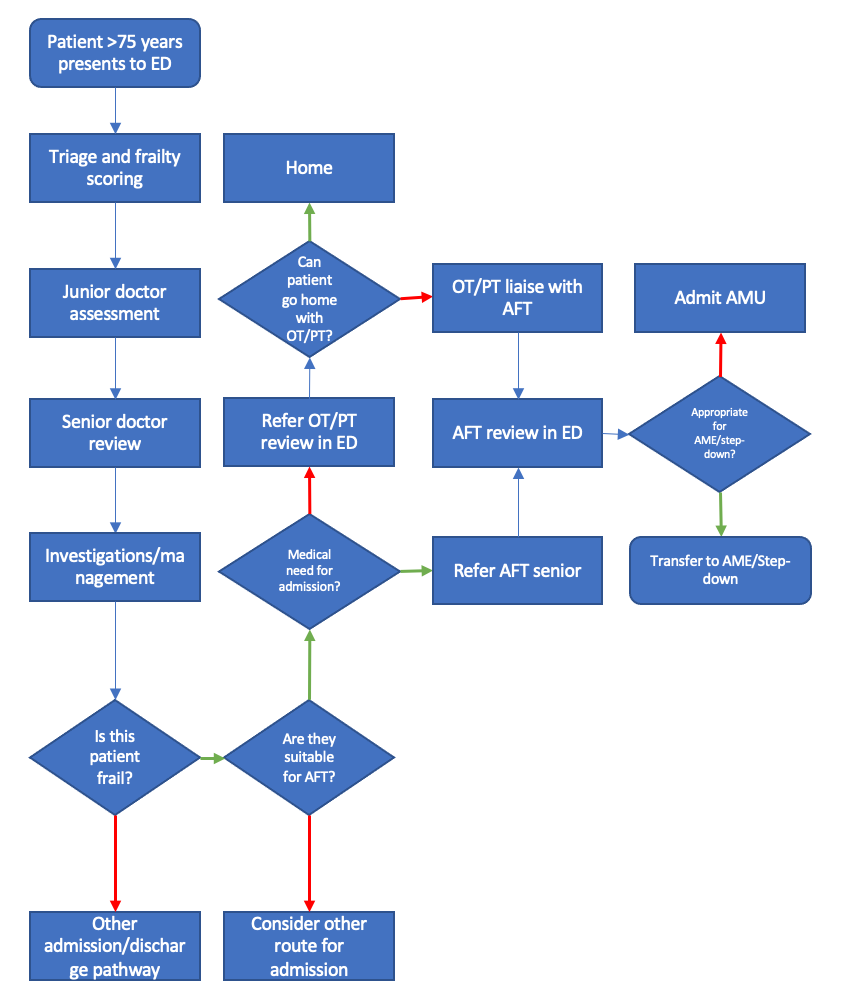 Patient >75 years
presents to ED
Triage and frailty
scoring
Junior doctor
assessment
Senior doctor
review
Investigations/ma
nagement
Is this
patient
frail?
Other
admission/dischar
ge pathway
Are they
suitable
for AFT?
Consider other
route for
admission
Medical
need for
admission?
Refer OT/PT
review in ED
Can
patient
go home
with
OT/PT?
Home
OT/PT liaise with
AFT
AFT review in ED
Refer AFT senior
Appropriate
for
AME/step-
down?
Admit AMU
Transfer to AME/Step-
down